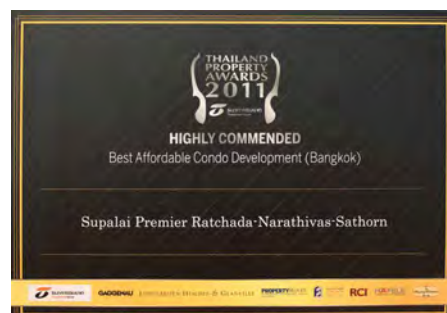 THAILAND
PROPERTY
AWARDS
2011
HIGHLY COMMENDED
Best Affordable Condo Development (Bangkok)
Supalai Premier Ratchada-Narathivas-Sathorn
GAGGENAU
RCI